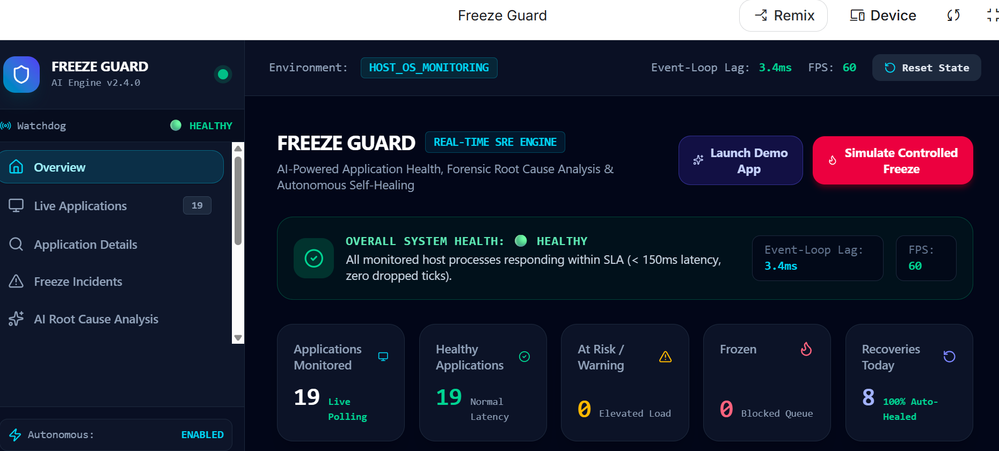 Freeze Guard
Remix
Device
FREEZE GUARD
AI Engine v2.4.0
Watchdog
HEALTHY
Overview
Live Applications
19
Application Details
Freeze Incidents
AI Root Cause Analysis
Autonomous:
ENABLED
Environment:
HOST_OS_MONITORING
Event-Loop Lag: 3.4ms
FPS: 60
Reset State
FREEZE GUARD
REAL-TIME SRE ENGINE
AI-Powered Application Health, Forensic Root Cause Analysis &
Autonomous Self-Healing
Launch Demo
App
Simulate Controlled
Freeze
OVERALL SYSTEM HEALTH: HEALTHY
All monitored host processes responding within SLA (< 150ms latency,
zero dropped ticks).
Event-Loop Lag:
3.4ms
FPS:
60
Applications
Monitored
19
Live
Polling
Healthy
Applications
19
Normal
Latency
At Risk /
Warning
0
Elevated Load
Frozen
0
Blocked Queue
Recoveries
Today
8
100% Auto-
Healed